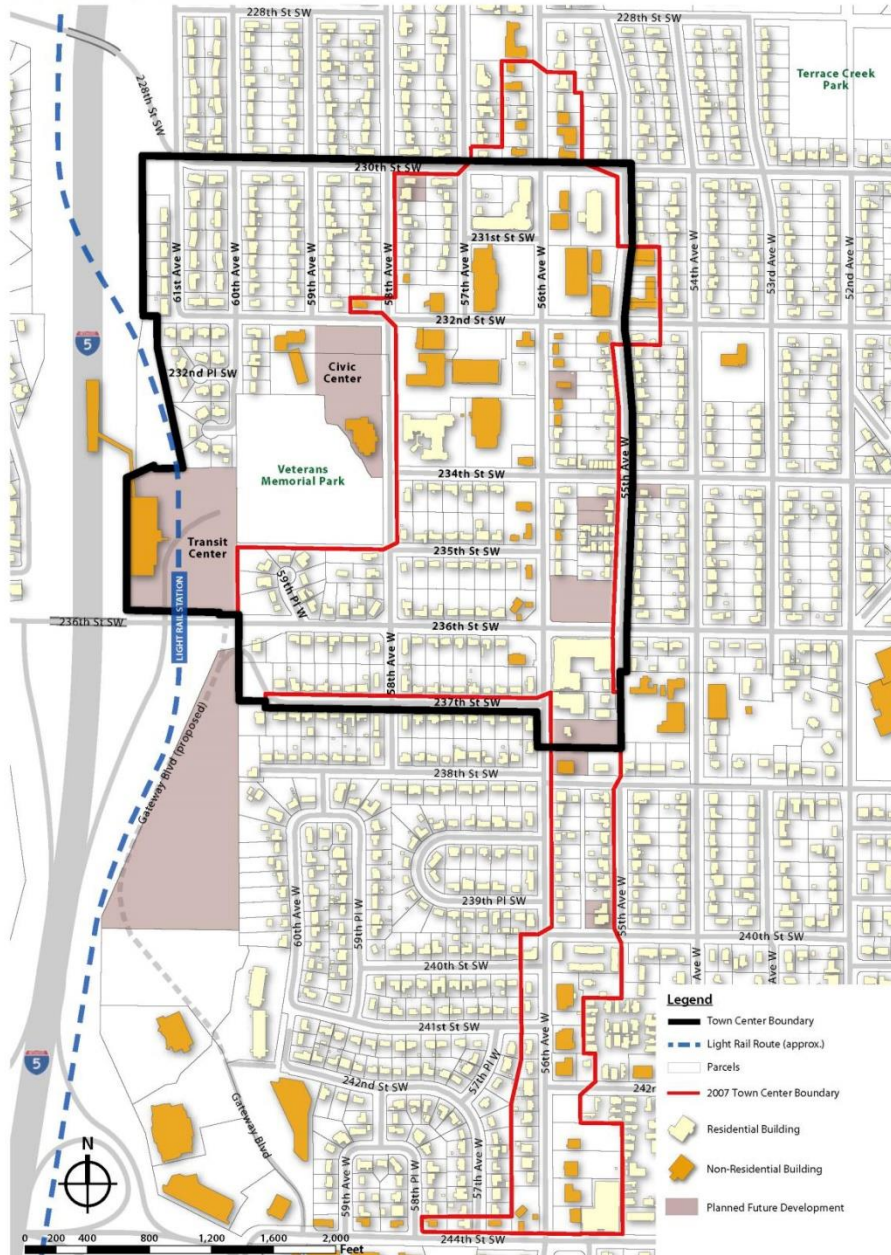 228th St SW
228th St SW
228th St SW
Terrace Creek
Park
230th St SW
231st St SW
61st Ave W
60th Ave W
59th Ave W
58th Ave W
57th Ave W
56th Ave W
54th Ave W
53rd Ave W
52nd Ave W
232nd St SW
5
232nd Pl SW
Civic
Center
Veterans
Memorial Park
234th St SW
55th Ave W
Transit
Center
235th St SW
59th Pl W
LIGHT RAIL STATION
236th St SW
236th St SW
58th Ave W
237th St SW
Gateway Blvd (proposed)
238th St SW
239th Pl SW
60th Ave W
59th Pl W
55th Ave W
240th St SW
240th St SW
Ave W
Ave W
241st St SW
56th Ave W
57th Pl W
242nd St SW
242n
5
Gateway Blvd
59th Ave W
58th Pl W
57th Ave W
244th St SW
N
0 200 400 800 1,200 1,600 2,000
Feet
Legend
Town Center Boundary
Light Rail Route (approx.)
Parcels
2007 Town Center Boundary
Residential Building
Non-Residential Building
Planned Future Development